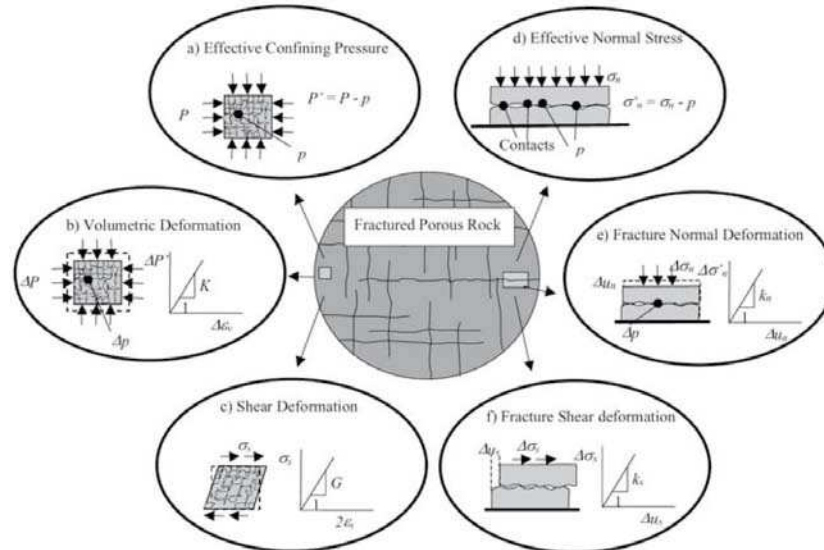 a) Effective Confining Pressure
P
P' = P - p
p
d) Effective Normal Stress
σn
σ'n = σn - p
Contacts
p
b) Volumetric Deformation
ΔP
ΔP'
K
1
Δεv
Δp
Fractured Porous Rock
e) Fracture Normal Deformation
Δun
Δσn
Δσ'n
kn
1
Δp
Δun
c) Shear Deformation
σs
σs
G
1
2εs
f) Fracture Shear deformation
Δus
Δσs
Δσs
ks
1
Δus